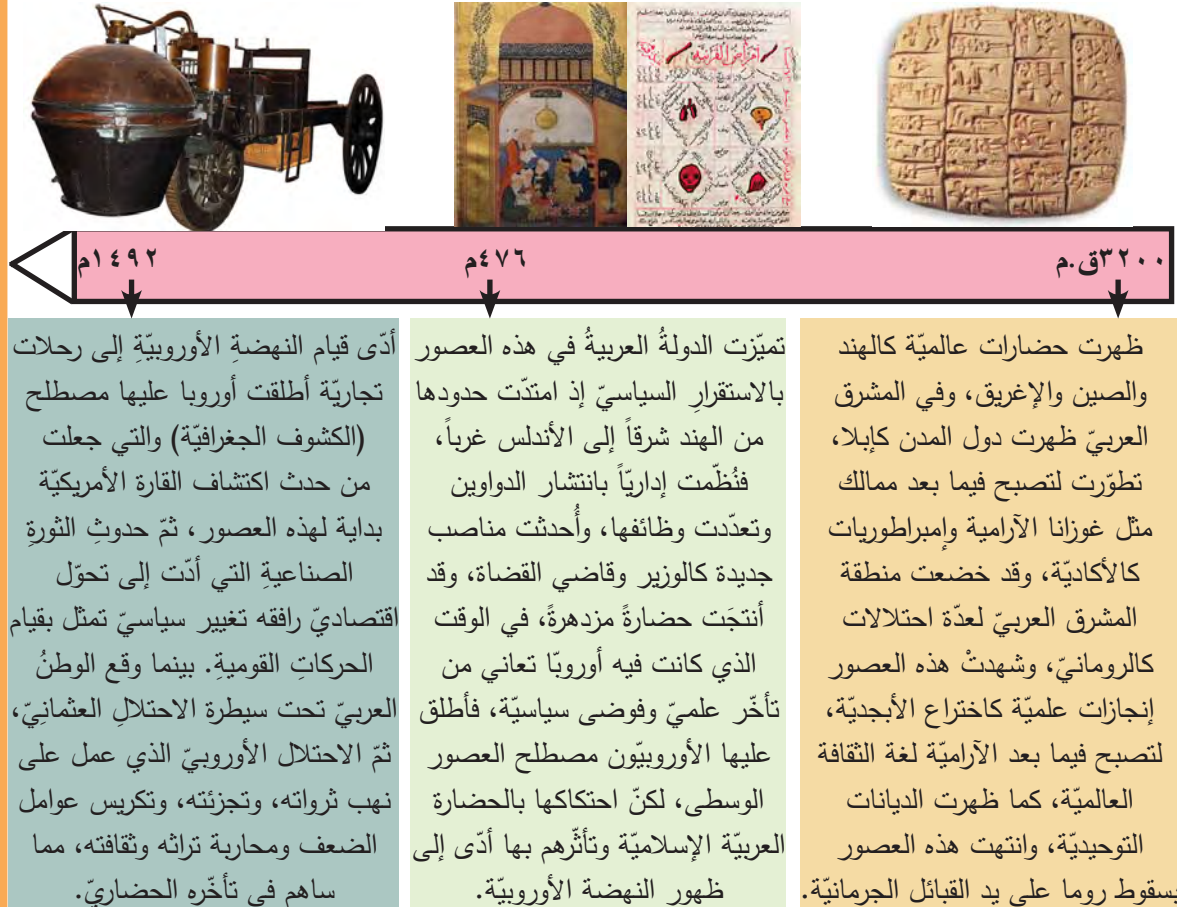 أمراض القرابية
٣٢٠٠ق.م
٤٧٦م
١٤٩٢م
ظهرت حضارات عالميّة كالهند
والصين والإغريق، وفي المشرق
العربيّ ظهرت دول المدن كإبلا،
تطوّرت لتصبح فيما بعد ممالك
مثل غوزانا الآرامية وإمبراطوريات
كالأكاديّة، وقد خضعت منطقة
المشرق العربيّ لعدّة احتلالات
كالرومانيّ، وشهدتْ هذه العصور
إنجازات علميّة كاختراع الأبجديّة،
لتصبح فيما بعد الآراميّة لغة الثقافة
العالميّة، كما ظهرت الديانات
التوحيديّة، وانتهت هذه العصور
بسقوط روما على يد القبائل الجرمانيّة.
تميّزت الدولةُ العربيةُ في هذه العصور
بالاستقرارِ السياسيّ إذ امتدّت حدودها
من الهند شرقاً إلى الأندلس غرباً،
فنُظّمت إداريّاً بانتشار الدواوين
وتعدّدت وظائفها، وأُحدثت مناصب
جديدة كالوزير وقاضي القضاة، وقد
أنتجَت حضارةً مزدهرةً، في الوقت
الذي كانت فيه أوروبّا تعاني من
تأخّر علميّ وفوضى سياسيّة، فأطلق
عليها الأوروبيّون مصطلح العصور
الوسطى، لكنّ احتكاكها بالحضارة
العربيّة الإسلاميّة وتأثّرهم بها أدّى إلى
ظهور النهضة الأوروبيّة.
أدّى قيام النهضةِ الأوروبيّةِ إلى رحلات
تجاريّة أطلقت أوروبا عليها مصطلح
(الكشوف الجغرافيّة) والتي جعلت
من حدث اكتشاف القارة الأمريكيّة
بداية لهذه العصور، ثمّ حدوثِ الثورةِ
الصناعيةِ التي أدّت إلى تحوّل
اقتصاديّ رافقه تغيير سياسيّ تمثل بقيام
الحركاتِ القوميةِ. بينما وقع الوطنُ
العربيّ تحت سيطرة الاحتلالِ العثمانيّ،
ثمّ الاحتلال الأوروبيّ الذي عمل على
نهب ثرواته، وتجزئته، وتكريس عوامل
الضعف ومحاربة تراثه وثقافته، مما
ساهم في تأخّره الحضاريّ.